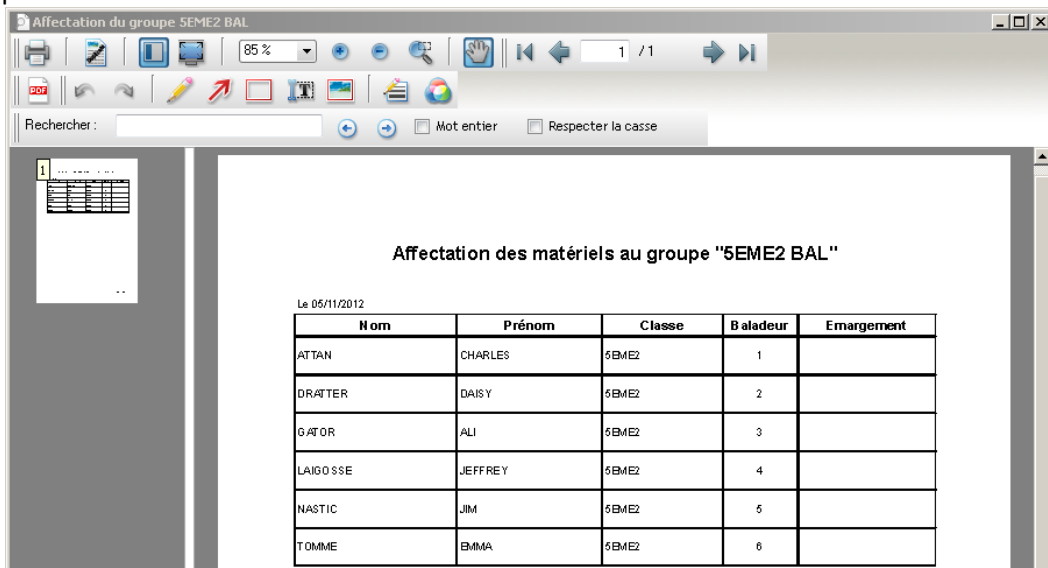 Affectation du groupe 5EME2 BAL
85 % 1 /1
PDF T
Rechercher : Mot entier Respecter la casse
1
Affectation des matériels au groupe "5EME2 BAL"
Le 05/11/2012
Nom Prénom Classe Baladeur Emargement
ATTAN CHARLES 5EME2 1
DRATTER DAISY 5EME2 2
GATOR ALI 5EME2 3
LAIGOSSE JEFFREY 5EME2 4
NASTIC JIM 5EME2 5
TOMME EMMA 5EME2 6